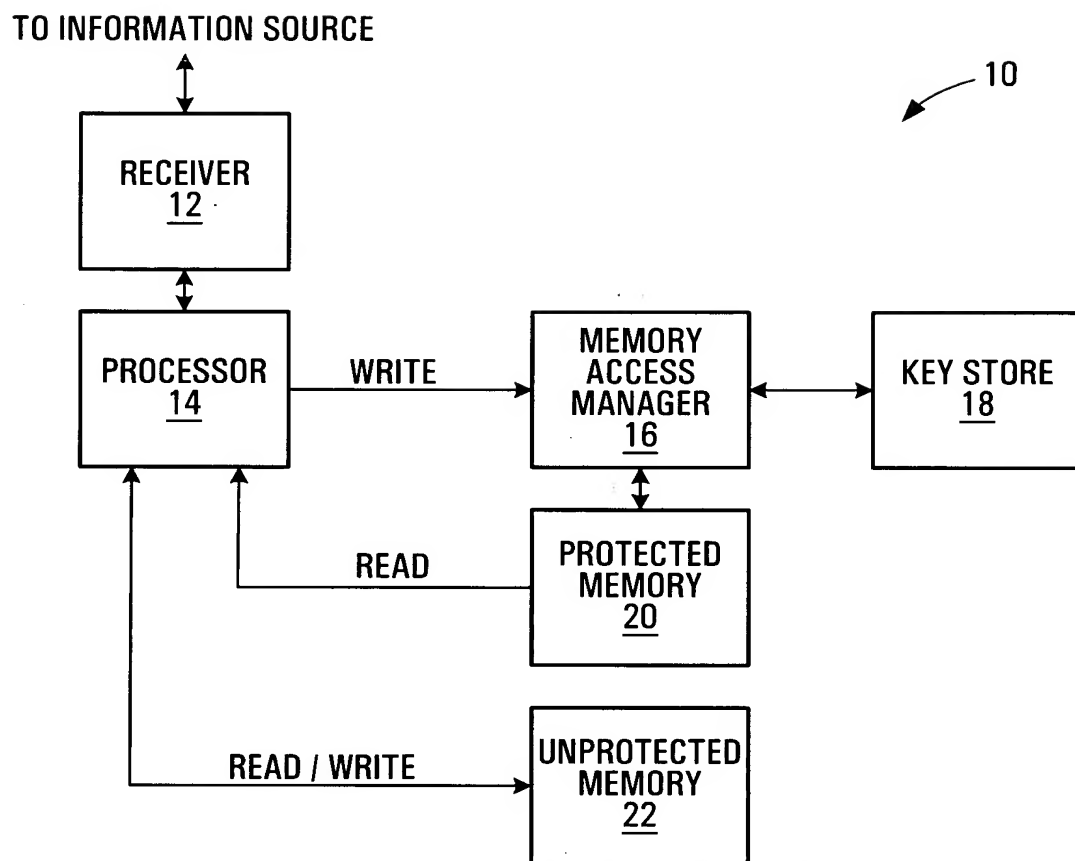 TO INFORMATION SOURCE
10
RECEIVER
12
PROCESSOR
14
WRITE
MEMORY
ACCESS
MANAGER
16
KEY STORE
18
READ
PROTECTED
MEMORY
20
READ / WRITE
UNPROTECTED
MEMORY
22